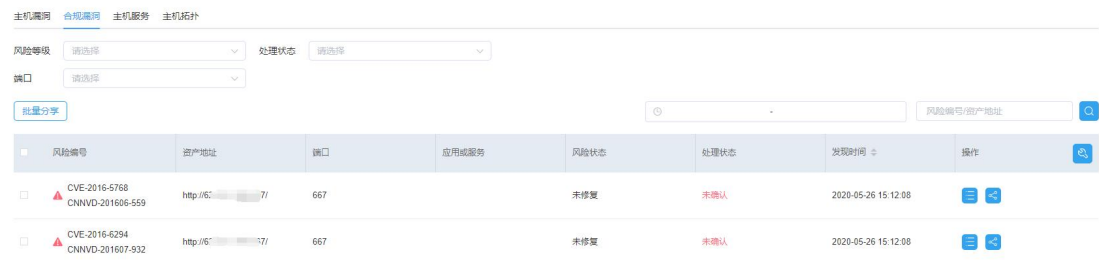 主机漏洞 合规漏洞 主机服务 主机拓扑
风险等级 请选择 处理状态 请选择
端口 请选择
批量分享 - 风险编号/资产地址
风险编号 资产地址 端口 应用或服务 风险状态 处理状态 发现时间 操作
CVE-2016-5768
CNNVD-201606-559
http://6 7/ 667 未修复 未确认 2020-05-26 15:12:08
CVE-2016-6294
CNNVD-201607-932
http://6 7/ 667 未修复 未确认 2020-05-26 15:12:08